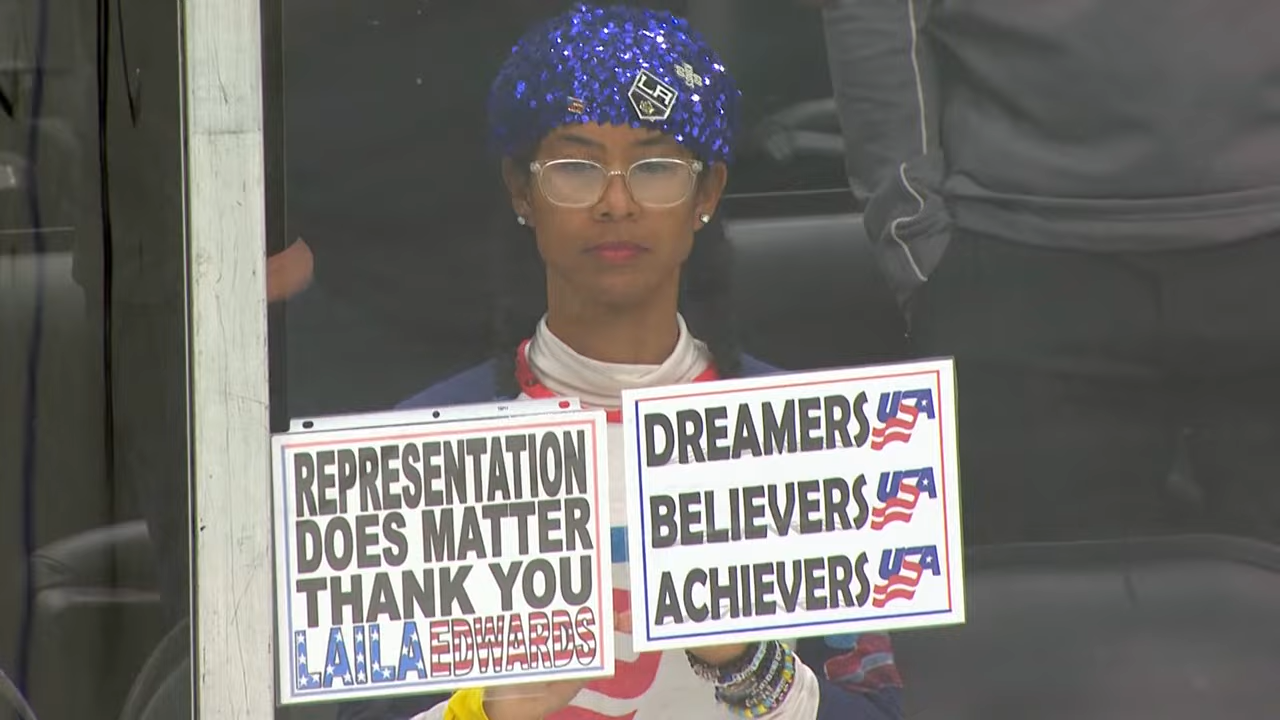 LA
REPRESENTATION
DOES MATTER
THANK YOU
LAILA EDWARDS
DREAMERS USA
BELIEVERS USA
ACHIEVERS USA